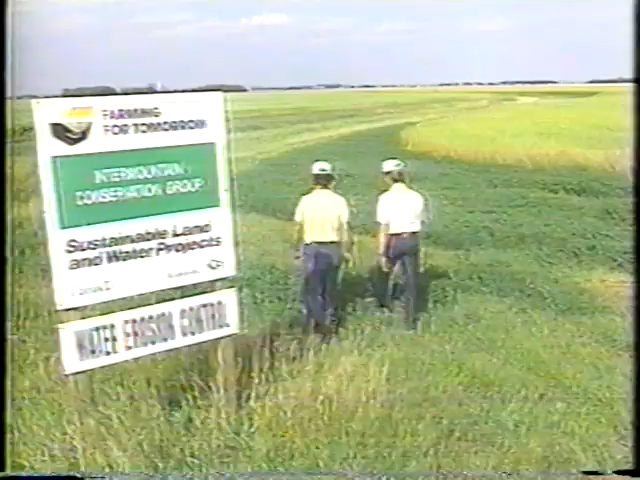 FARMING
FOR TOMORROW
INTERMOUNTAIN
CONSERVATION GROUP
Sustainable Land
and Water Projects
WATER EROSION CONTROL